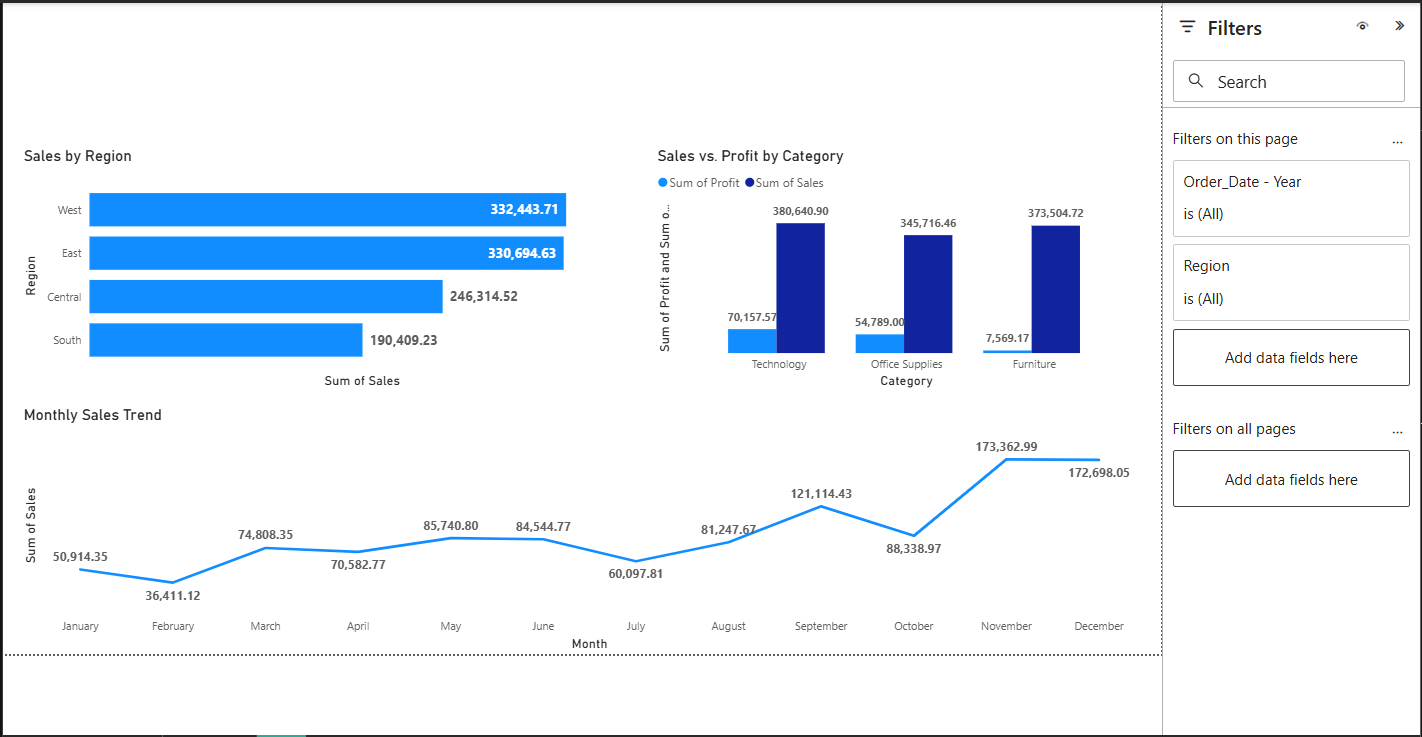 Sales by Region
Region
West
332,443.71
East
330,694.63
Central
246,314.52
South
190,409.23
Sum of Sales
Sales vs. Profit by Category
Sum of Profit Sum of Sales
Sum of Profit and Sum o...
380,640.90
345,716.46
373,504.72
70,157.57
54,789.00
7,569.17
Technology Office Supplies Furniture
Category
Monthly Sales Trend
Sum of Sales
50,914.35
36,411.12
74,808.35
70,582.77
85,740.80
84,544.77
60,097.81
81,247.67
121,114.43
88,338.97
173,362.99
172,698.05
January February March April May June July August September October November December
Month
Filters
Search
Filters on this page
...
Order_Date - Year
is (All)
Region
is (All)
Add data fields here
Filters on all pages
...
Add data fields here